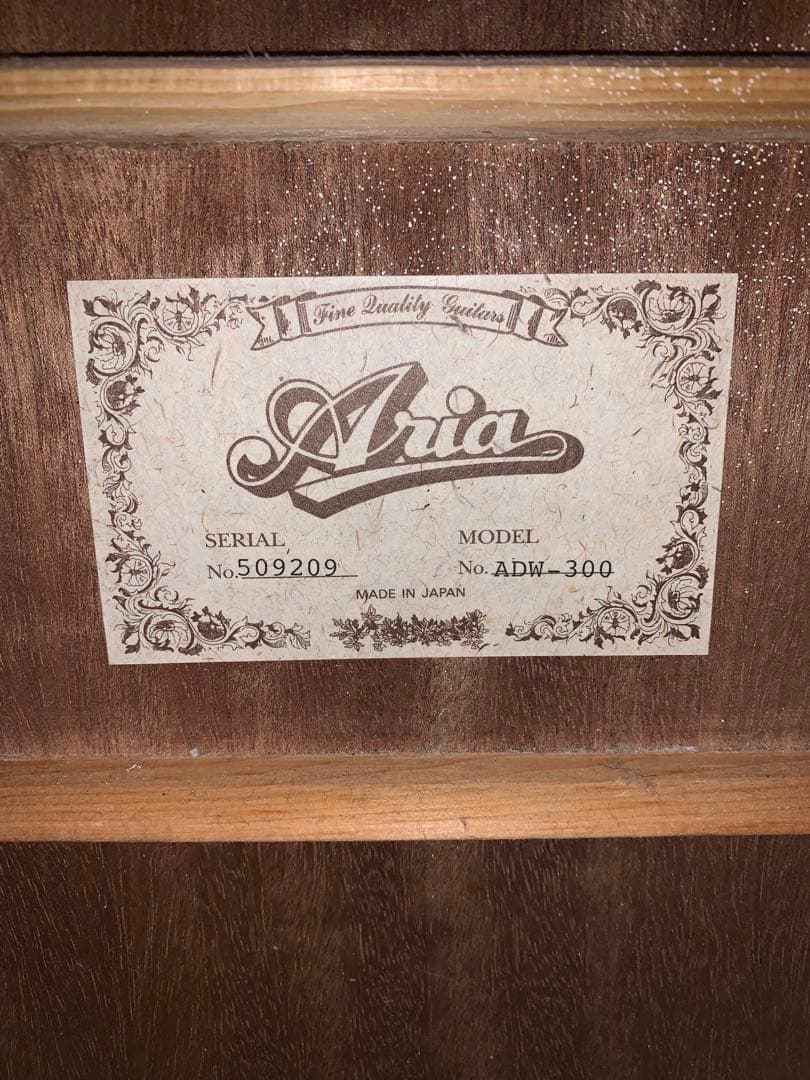 Fine Quality Guitars
Aria
SERIAL MODEL
No. 509209 No. ADW-300
MADE IN JAPAN